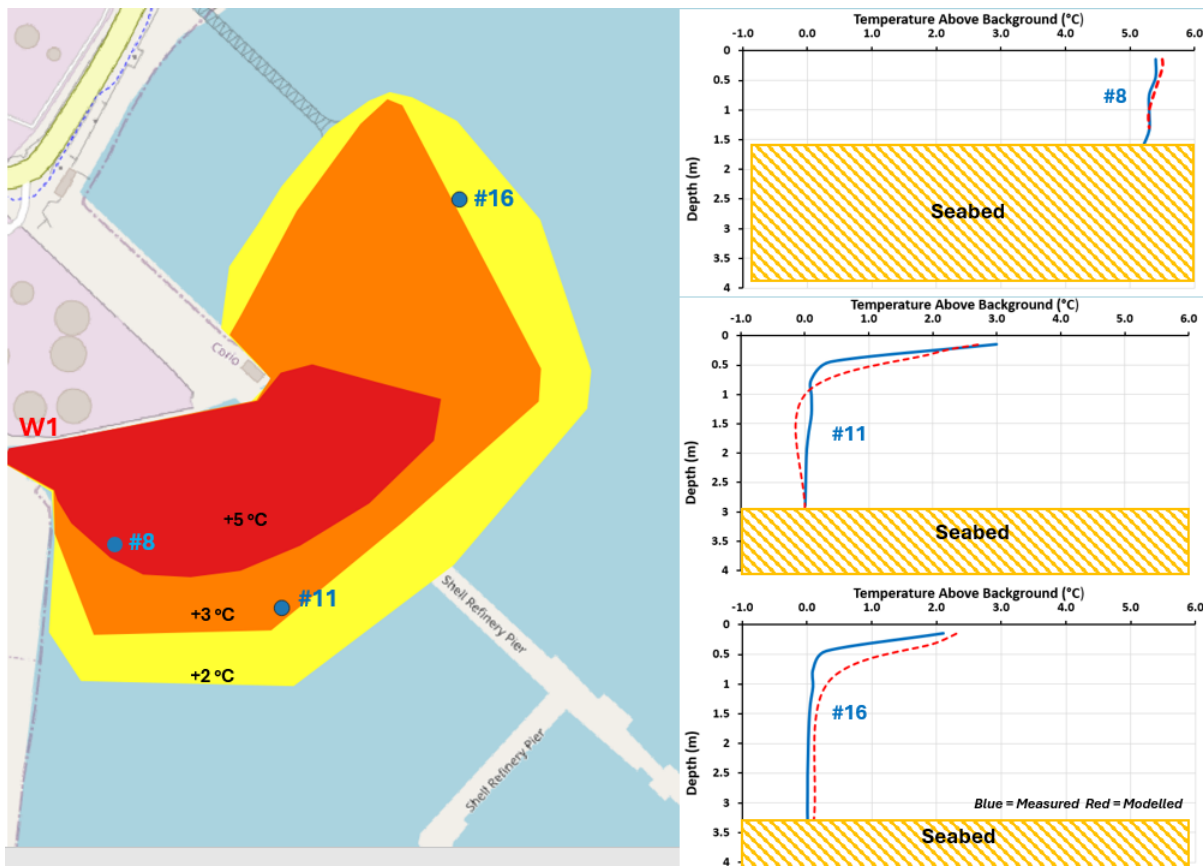 Corio
W1
#16
#8
#11
+5 °C
+3 °C
+2 °C
Shell Refinery Pier
Shell Refinery Pier
Temperature Above Background (°C)
-1.0 0.0 1.0 2.0 3.0 4.0 5.0 6.0
0
0.5
1
1.5
2
2.5
3
3.5
4
Depth (m)
#8
Seabed
Temperature Above Background (°C)
-1.0 0.0 1.0 2.0 3.0 4.0 5.0 6.0
0
0.5
1
1.5
2
2.5
3
3.5
4
Depth (m)
#11
Seabed
Temperature Above Background (°C)
-1.0 0.0 1.0 2.0 3.0 4.0 5.0 6.0
0
0.5
1
1.5
2
2.5
3
3.5
4
Depth (m)
#16
Blue = Measured Red = Modelled
Seabed